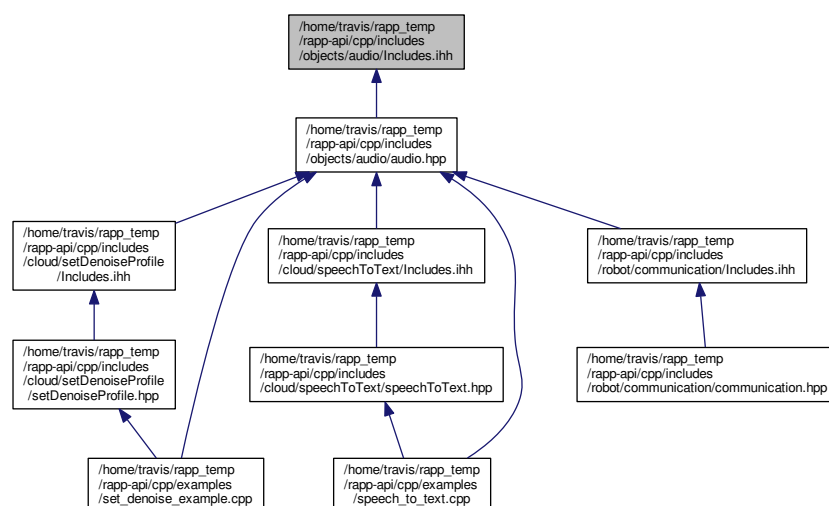 /home/travis/rapp_temp
/rapp-api/cpp/includes
/objects/audio/Includes.ihh
/home/travis/rapp_temp
/rapp-api/cpp/includes
/objects/audio/audio.hpp
/home/travis/rapp_temp
/rapp-api/cpp/includes
/cloud/setDenoiseProfile
/Includes.ihh
/home/travis/rapp_temp
/rapp-api/cpp/includes
/cloud/speechToText/Includes.ihh
/home/travis/rapp_temp
/rapp-api/cpp/includes
/robot/communication/Includes.ihh
/home/travis/rapp_temp
/rapp-api/cpp/includes
/cloud/setDenoiseProfile
/setDenoiseProfile.hpp
/home/travis/rapp_temp
/rapp-api/cpp/includes
/cloud/speechToText/speechToText.hpp
/home/travis/rapp_temp
/rapp-api/cpp/includes
/robot/communication/communication.hpp
/home/travis/rapp_temp
/rapp-api/cpp/examples
/set_denoise_example.cpp
/home/travis/rapp_temp
/rapp-api/cpp/examples
/speech_to_text.cpp